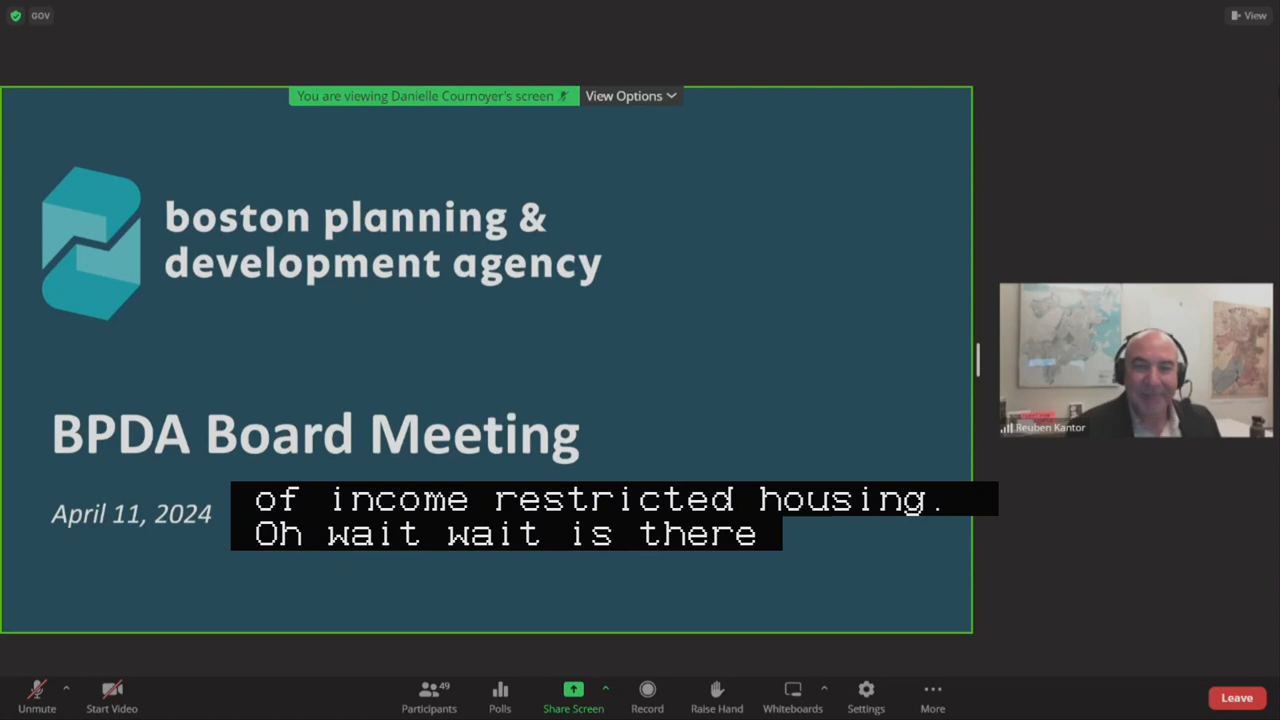 GOV
View
You are viewing Danielle Cournoyer's screen
View Options
boston planning &
development agency
BPDA Board Meeting
April 11, 2024
of income restricted housing.
Oh wait wait is there
Reuben Kantor
Unmute
Start Video
49
Participants
Polls
Share Screen
Record
Raise Hand
Whiteboards
Settings
More
Leave